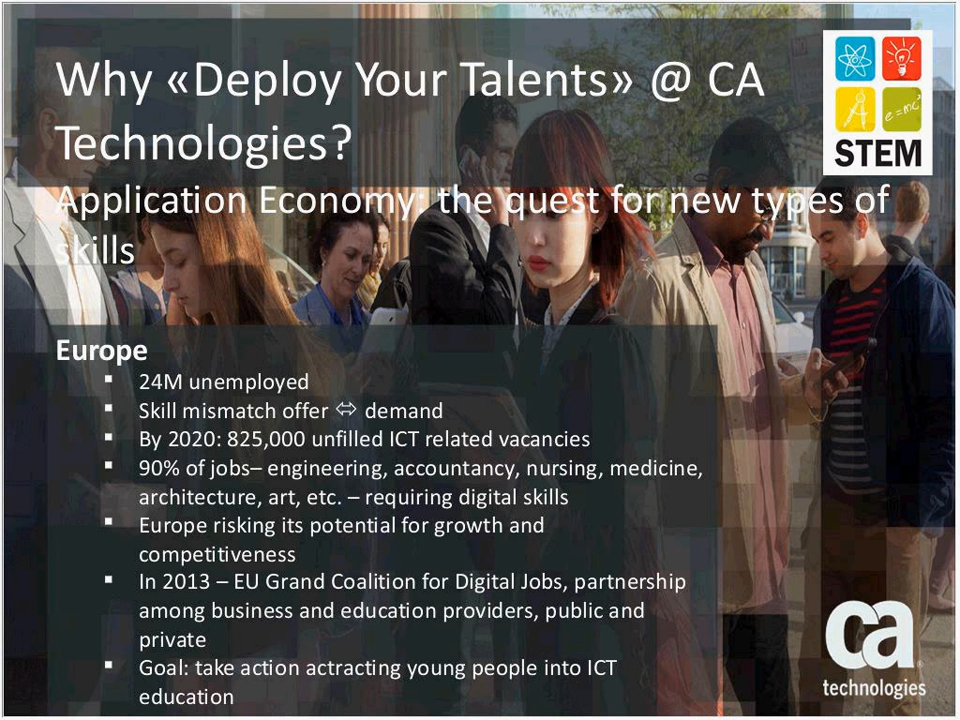 Why «Deploy Your Talents» @ CA
Technologies?
Application Economy: the quest for new types of
skills
e=mc²
STEM
Europe
▪ 24M unemployed
▪ Skill mismatch offer ⬄ demand
▪ By 2020: 825,000 unfilled ICT related vacancies
▪ 90% of jobs– engineering, accountancy, nursing, medicine,
architecture, art, etc. – requiring digital skills
▪ Europe risking its potential for growth and
competitiveness
▪ In 2013 – EU Grand Coalition for Digital Jobs, partnership
among business and education providers, public and
private
▪ Goal: take action actracting young people into ICT
education
ca
technologies